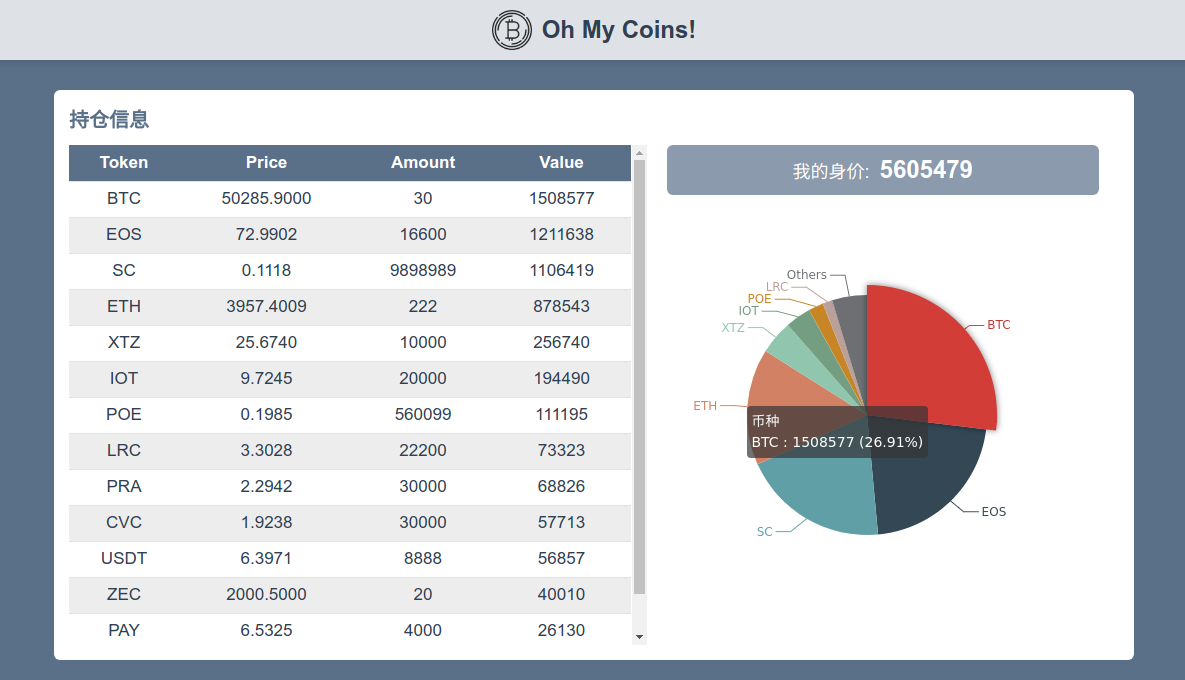 Oh My Coins!
持仓信息
Token Price Amount Value
BTC 50285.9000 30 1508577
EOS 72.9902 16600 1211638
SC 0.1118 9898989 1106419
ETH 3957.4009 222 878543
XTZ 25.6740 10000 256740
IOT 9.7245 20000 194490
POE 0.1985 560099 111195
LRC 3.3028 22200 73323
PRA 2.2942 30000 68826
CVC 1.9238 30000 57713
USDT 6.3971 8888 56857
ZEC 2000.5000 20 40010
PAY 6.5325 4000 26130
我的身价: 5605479
Others
LRC
POE
IOT
XTZ
BTC
ETH
币种
BTC : 1508577 (26.91%)
EOS
SC